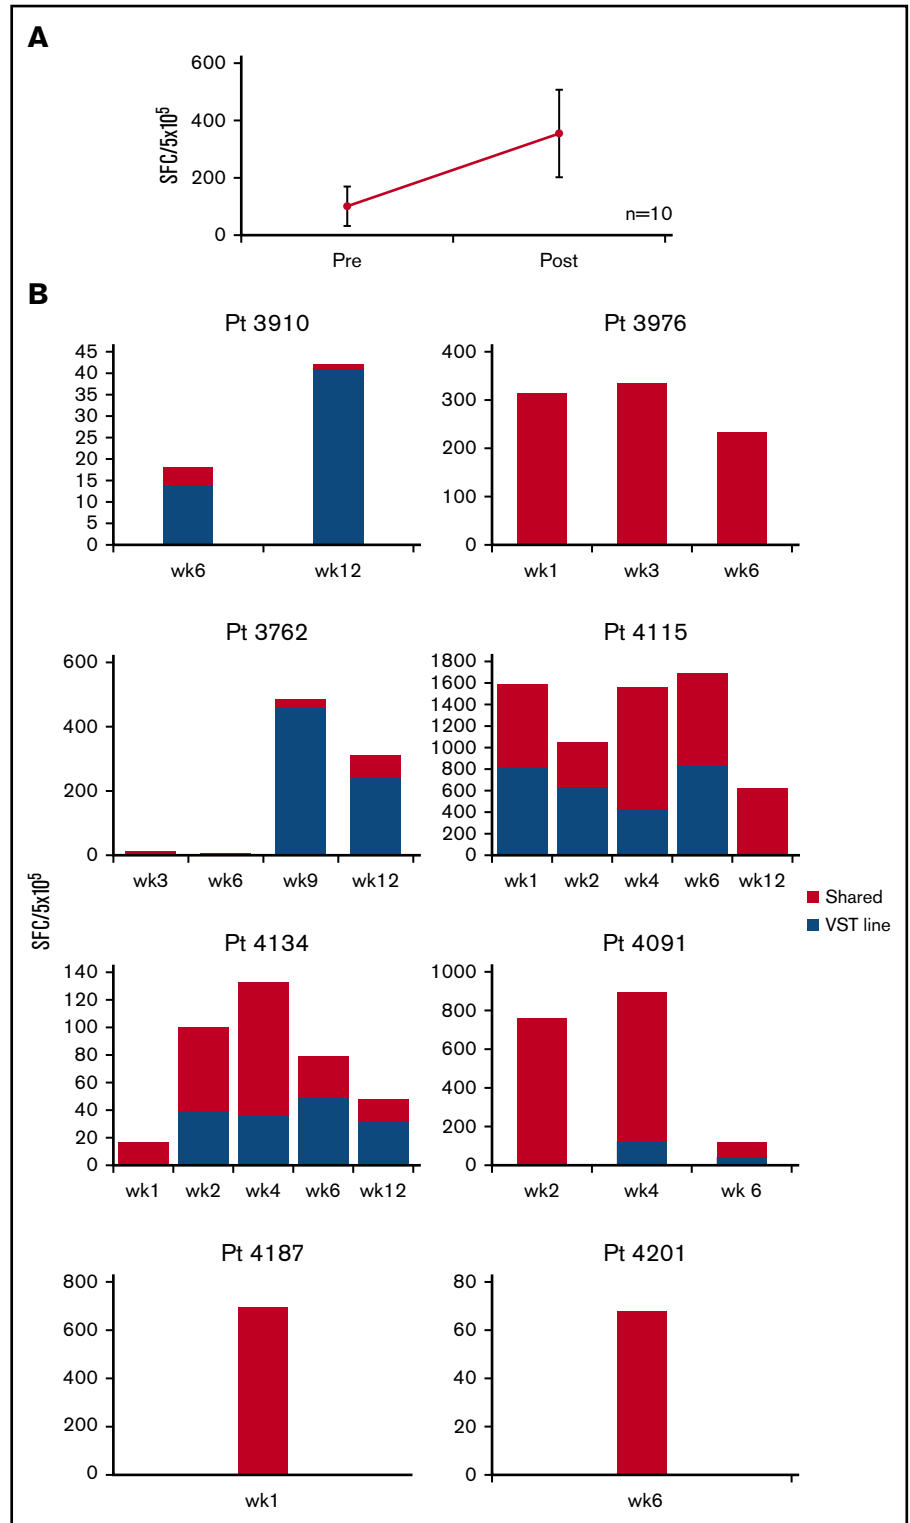 A
600
400
200
0
SFC/5x10⁵
n=10
Pre Post
B
SFC/5x10⁵
Pt 3910
45
40
35
30
25
20
15
10
5
0
wk6 wk12
Pt 3976
400
300
200
100
0
wk1 wk3 wk6
Pt 3762
600
400
200
0
wk3 wk6 wk9 wk12
Pt 4115
1800
1600
1400
1200
1000
800
600
400
200
0
wk1 wk2 wk4 wk6 wk12
Shared
VST line
Pt 4134
140
120
100
80
60
40
20
0
wk1 wk2 wk4 wk6 wk12
Pt 4091
1000
800
600
400
200
0
wk2 wk4 wk 6
Pt 4187
800
600
400
200
0
wk1
Pt 4201
80
60
40
20
0
wk6